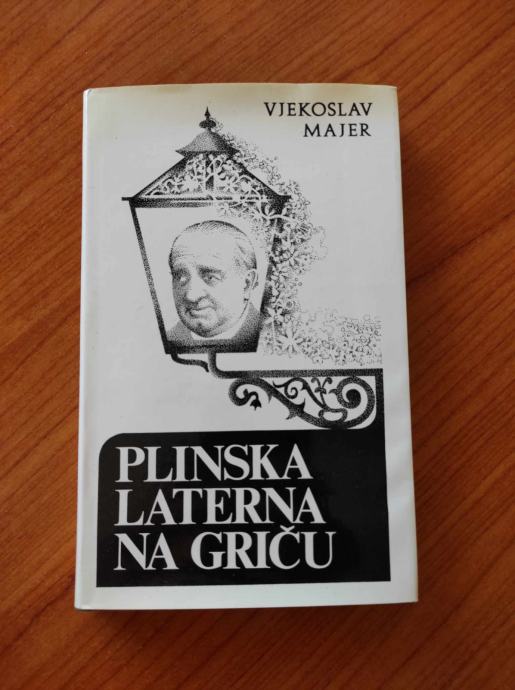 VJEKOSLAV
MAJER
PLINSKA
LATERNA
NA GRIČU